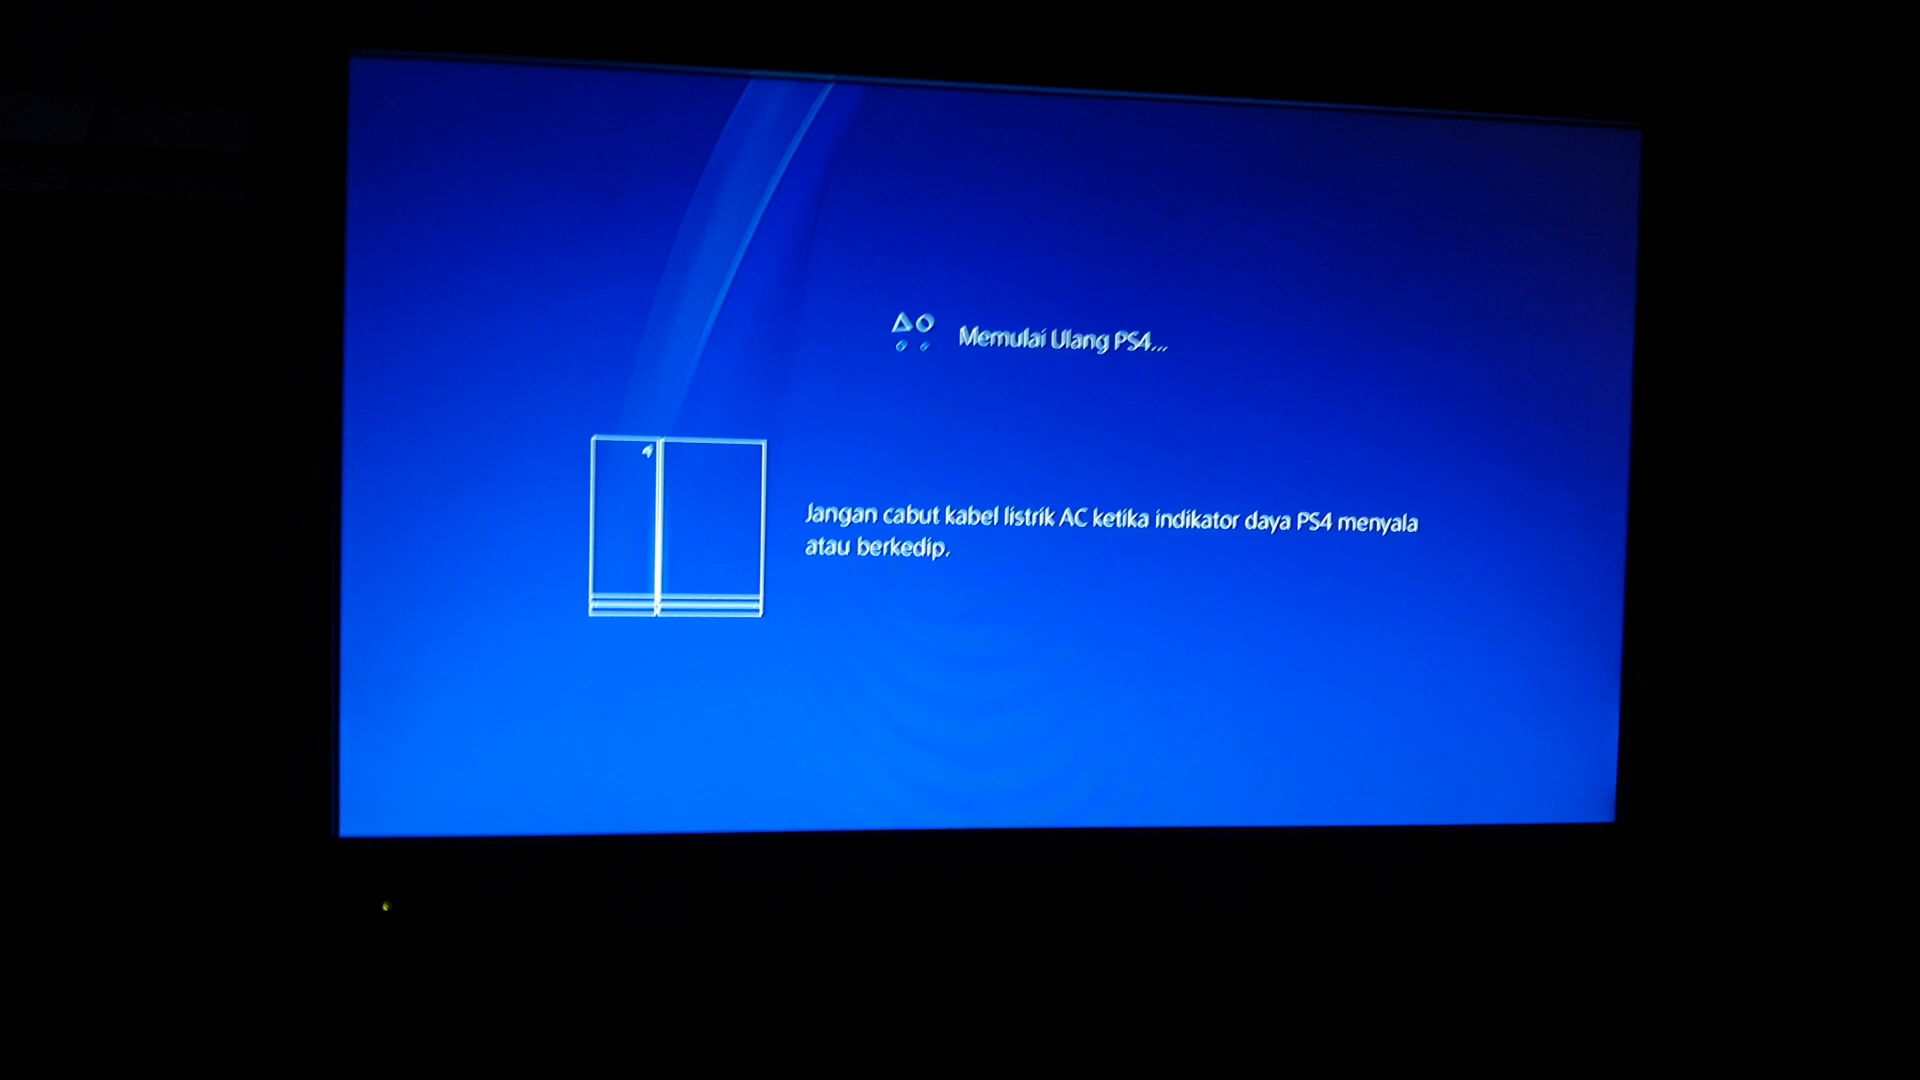 Memulai Ulang PS4...
Jangan cabut kabel listrik AC ketika indikator daya PS4 menyala
atau berkedip.